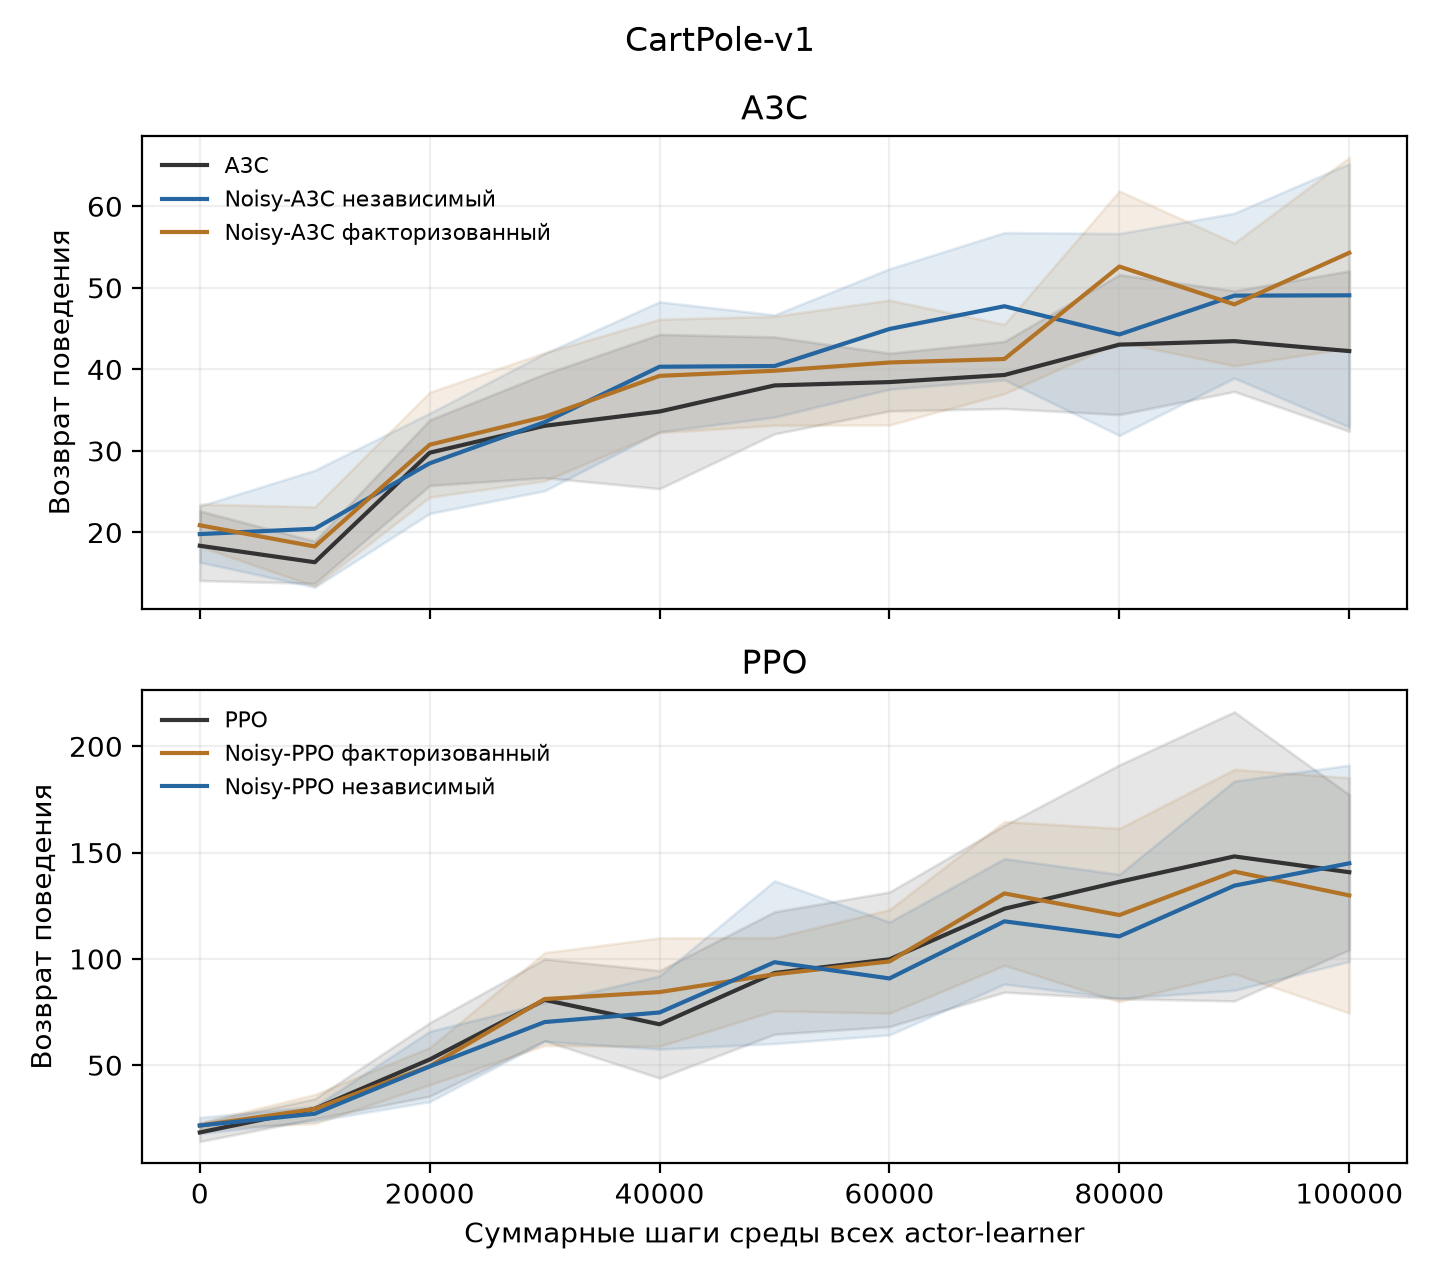 CartPole-v1
A3C
A3C
Noisy-A3C независимый
Noisy-A3C факторизованный
60
50
40
30
20
Возврат поведения
PPO
PPO
Noisy-PPO факторизованный
Noisy-PPO независимый
200
150
100
50
Возврат поведения
0 20000 40000 60000 80000 100000
Суммарные шаги среды всех actor-learner